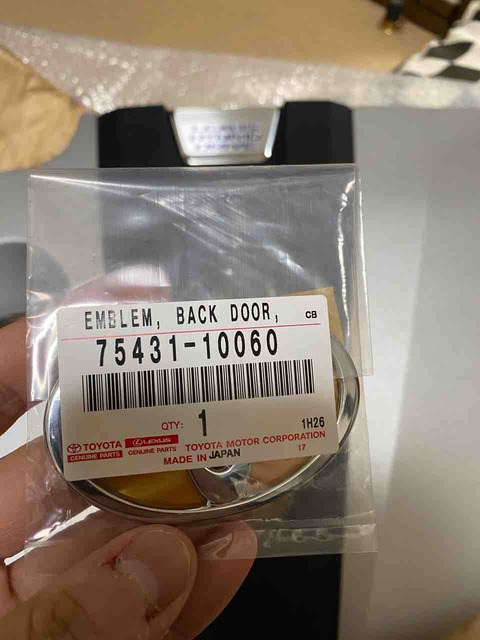 EMBLEM, BACK DOOR, CB
75431-10060
QTY: 1 1H26
TOYOTA LEXUS TOYOTA MOTOR CORPORATION
GENUINE PARTS GENUINE PARTS 17
MADE IN JAPAN